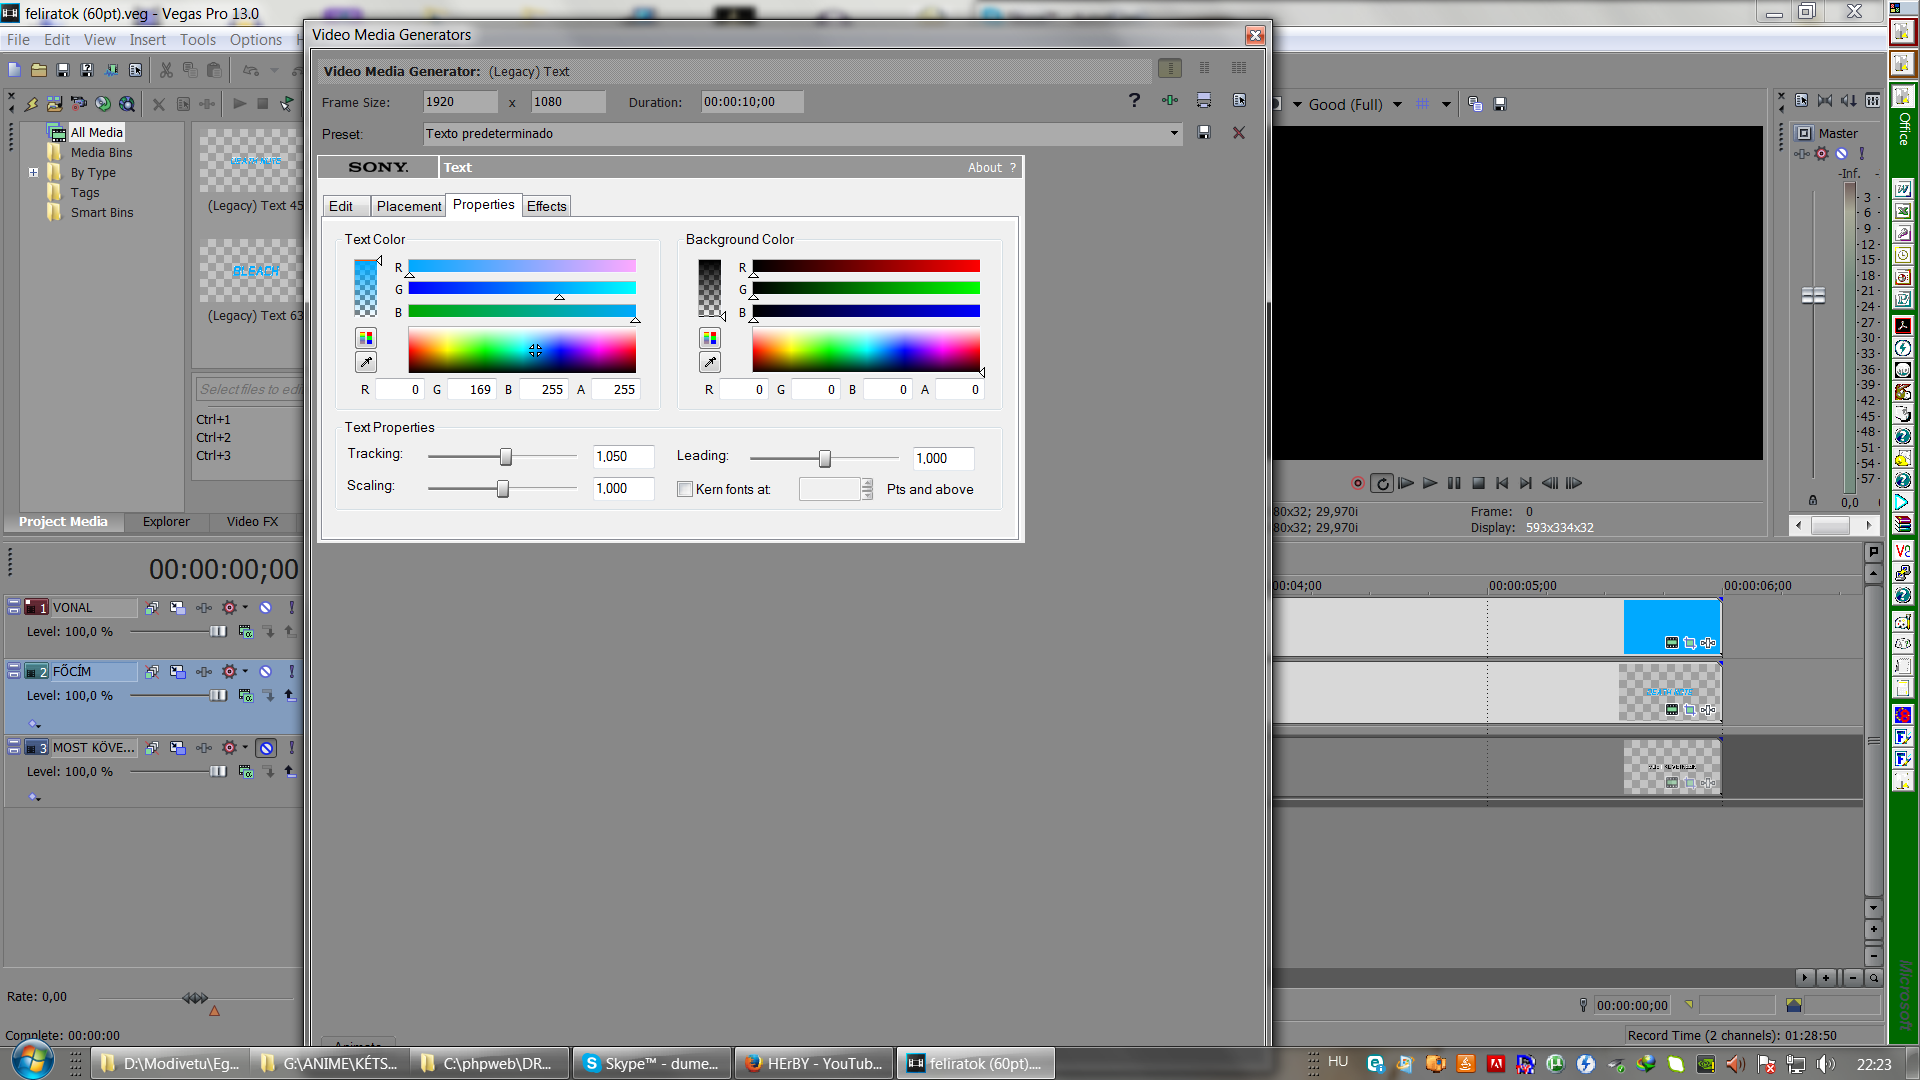 feliratok (60pt).veg - Vegas Pro 13.0
File Edit View Insert Tools Options
Video Media Generators
Video Media Generator: (Legacy) Text
Frame Size: 1920 x 1080 Duration: 00:00:10;00
Preset: Texto predeterminado
SONY. Text About ?
Edit Placement Properties Effects
Text Color
R
G
B
R 0 G 169 B 255 A 255
Background Color
R
G
B
R 0 G 0 B 0 A 0
Text Properties
Tracking: 1,050 Leading: 1,000
Scaling: 1,000 Kern fonts at: Pts and above
All Media
Media Bins
By Type
Tags
Smart Bins
(Legacy) Text 45
BLEACH
(Legacy) Text 63
Select files to edi
Ctrl+1
Ctrl+2
Ctrl+3
Project Media Explorer Video FX
Good (Full)
80x32; 29,970i
80x32; 29,970i
Frame: 0
Display: 593x334x32
Master
-Inf.
3
6
9
12
15
18
21
24
27
30
33
36
39
42
45
48
51
54
57
0,0
Office
Microsoft
00:00:00;00
00:04;00 00:00:05;00 00:00:06;00
1 VONAL
Level: 100,0 %
2 FŐCÍM
Level: 100,0 %
DEATH NOTE
3 MOST KÖVE...
Level: 100,0 %
Rate: 0,00
Complete: 00:00:00
00:00:00;00
Record Time (2 channels): 01:28:50
D:\Modivetu\Eg... G:\ANIME\KÉTS... C:\phpweb\DR... Skype™ - dume... HErBY - YouTub... feliratok (60pt)....
HU 22:23